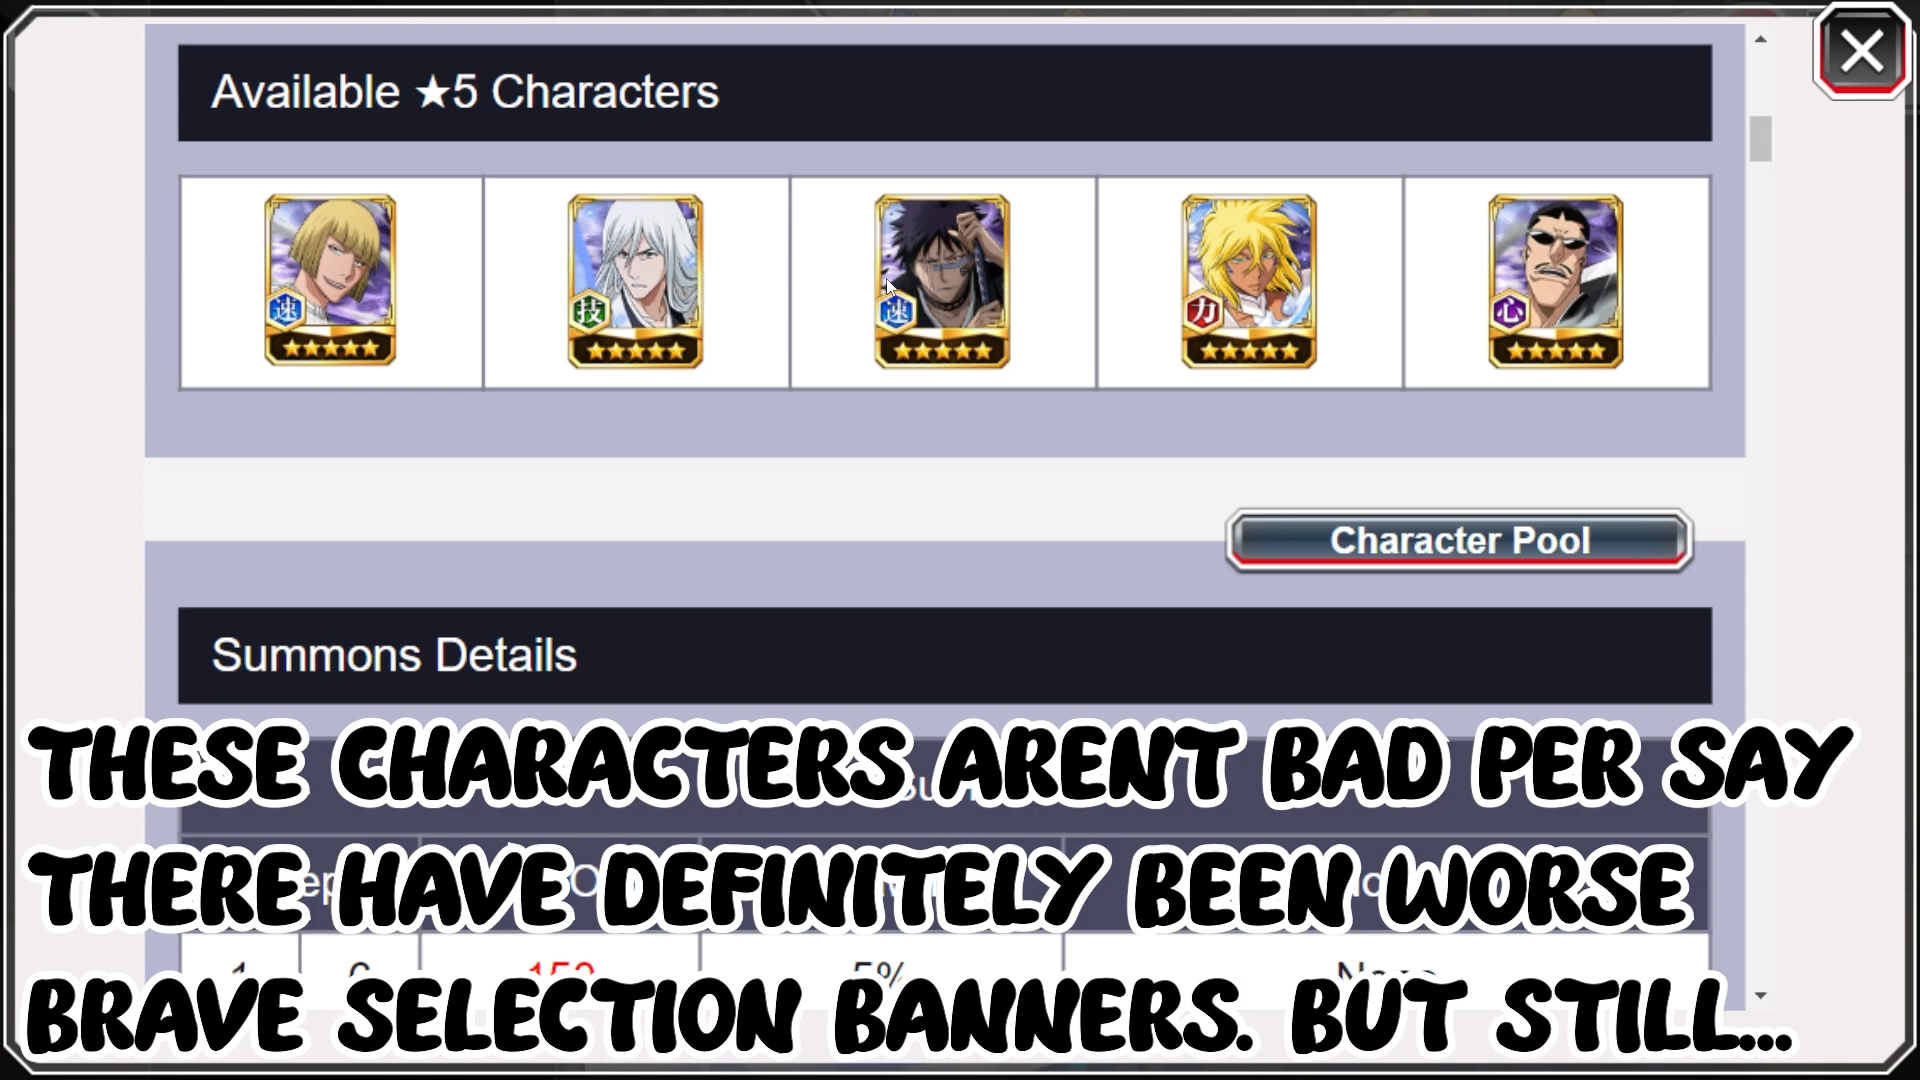 Available ★5 Characters
速 技 速 力 心
★★★★★ ★★★★★ ★★★★★ ★★★★★ ★★★★★
Character Pool
Summons Details
THESE CHARACTERS ARENT BAD PER SAY
THERE HAVE DEFINITELY BEEN WORSE
BRAVE SELECTION BANNERS. BUT STILL...